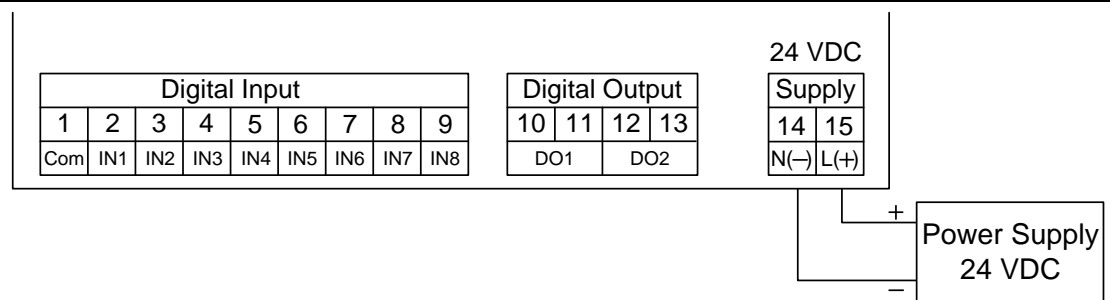 24 VDC
Digital Input
Digital Output
Supply
1 2 3 4 5 6 7 8 9
10 11 12 13
14 15
Com IN1 IN2 IN3 IN4 IN5 IN6 IN7 IN8
DO1 DO2
N(–) L(+)
+
Power Supply
24 VDC
–